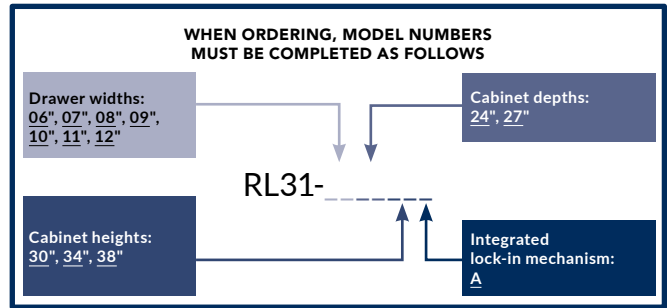 WHEN ORDERING, MODEL NUMBERS
MUST BE COMPLETED AS FOLLOWS
Drawer widths:
06", 07", 08", 09",
10", 11", 12"
Cabinet depths:
24", 27"
RL31-_ _ _ _ _
Cabinet heights:
30", 34", 38"
Integrated
lock-in mechanism:
A